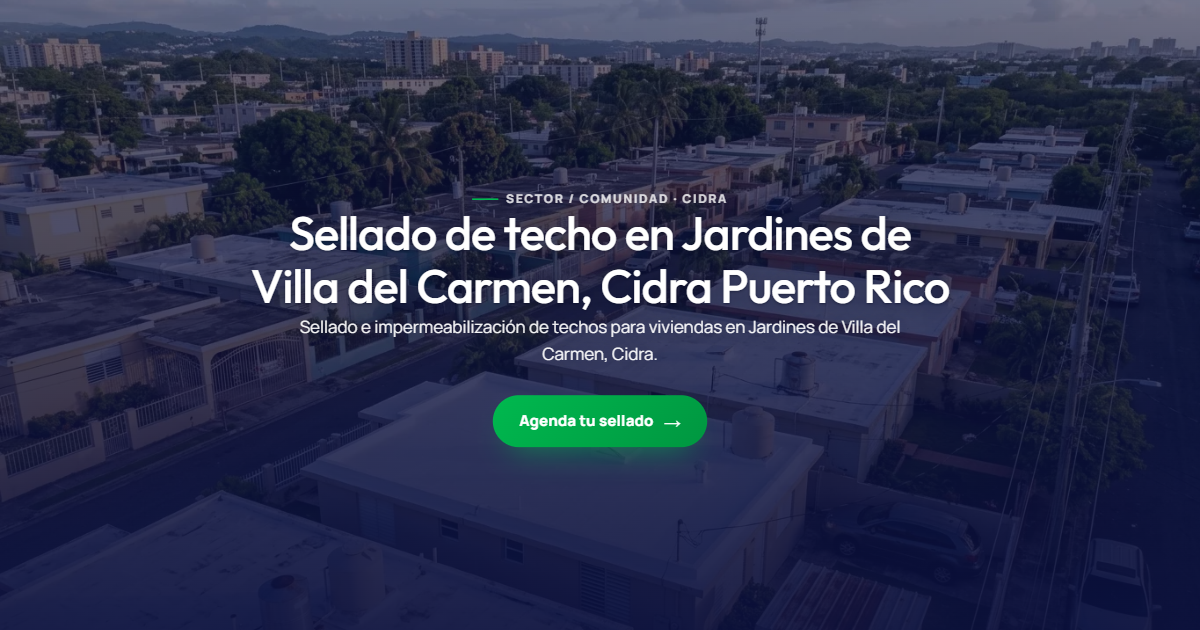 SECTOR / COMUNIDAD · CIDRA
Sellado de techo en Jardines de
Villa del Carmen, Cidra Puerto Rico
Sellado e impermeabilización de techos para viviendas en Jardines de Villa del
Carmen, Cidra.
Agenda tu sellado →